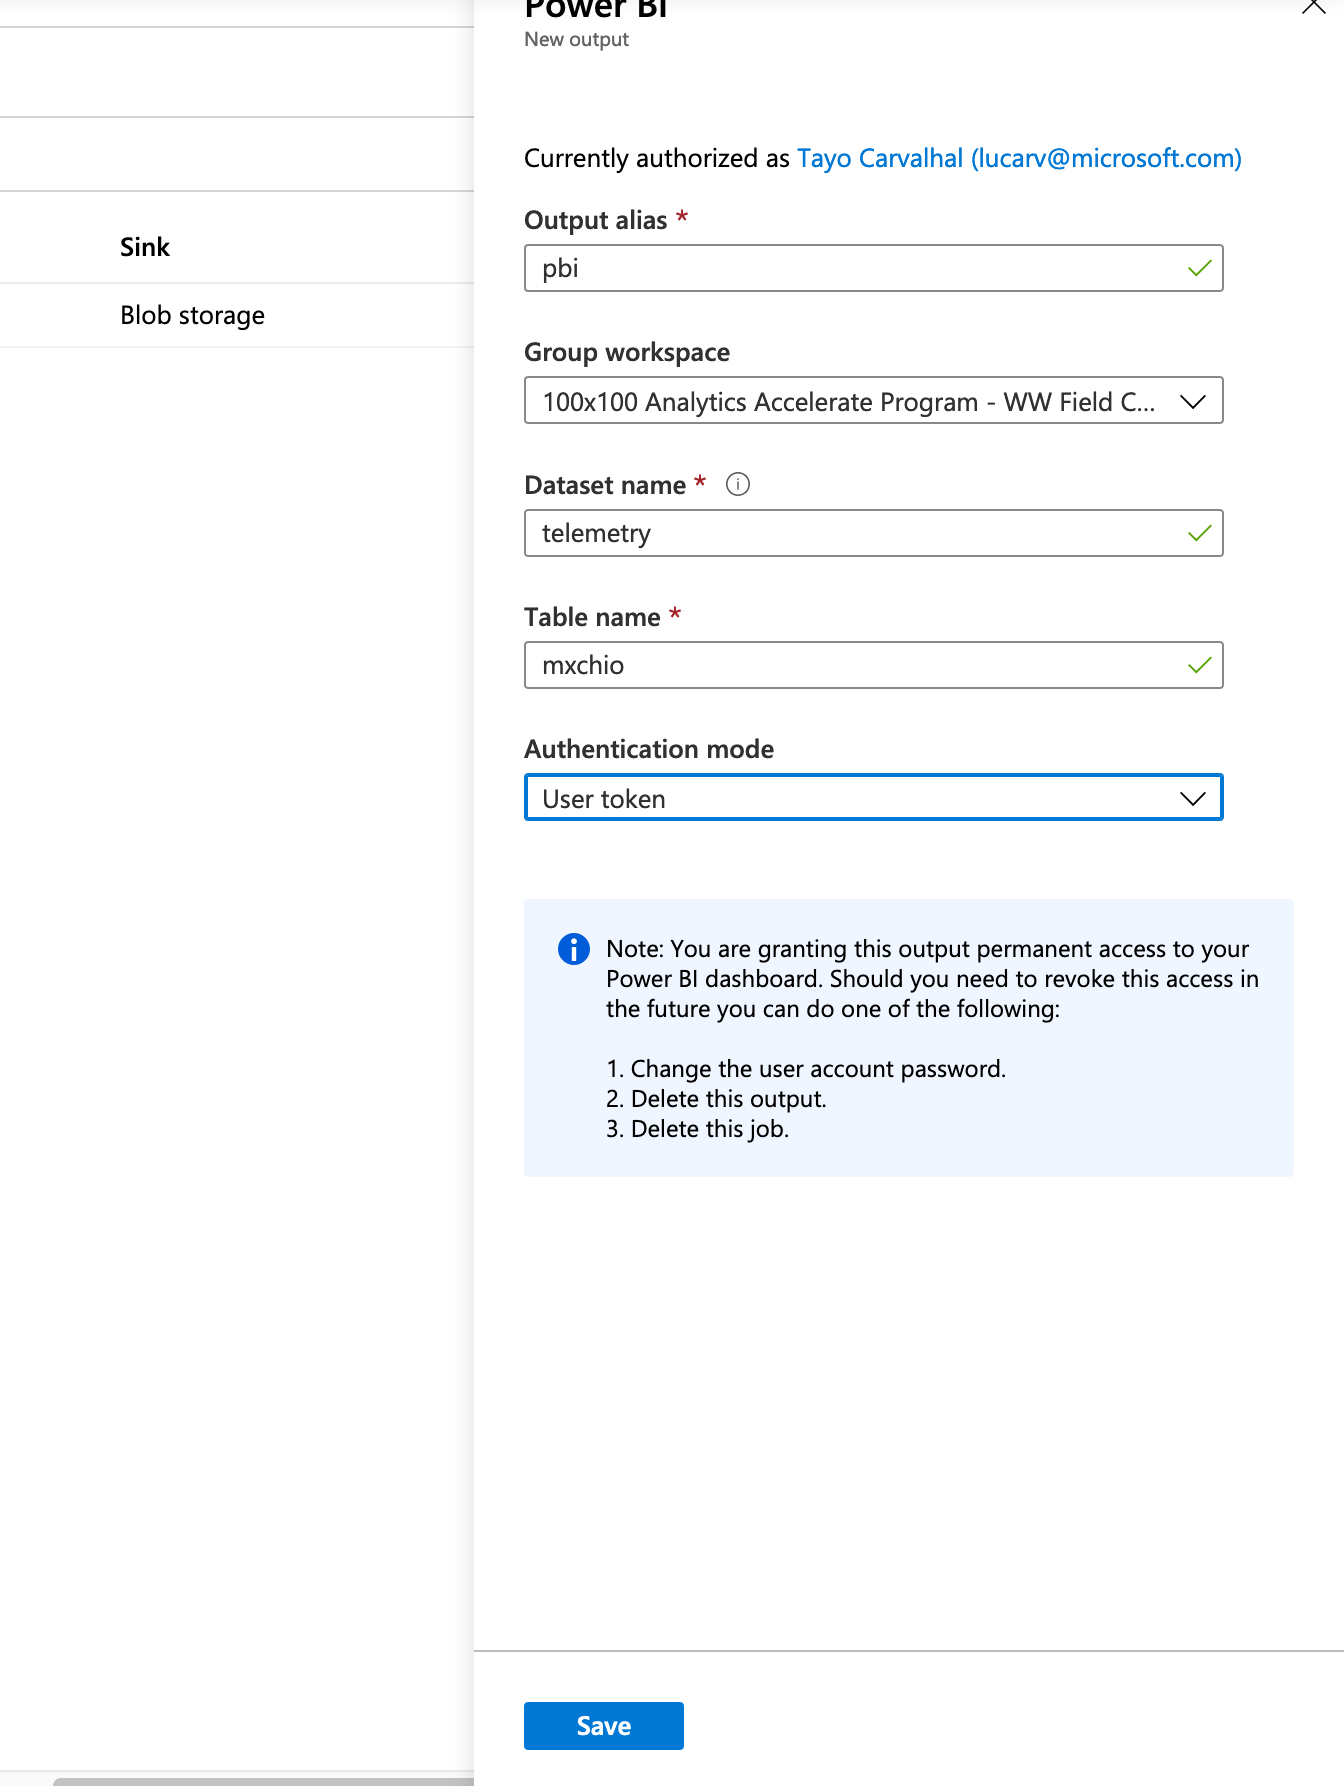 Power BI
New output
Currently authorized as Tayo Carvalhal (lucarv@microsoft.com)
Output alias *
pbi
Sink
Blob storage
Group workspace
100x100 Analytics Accelerate Program - WW Field C...
Dataset name *
telemetry
Table name *
mxchio
Authentication mode
User token
Note: You are granting this output permanent access to your
Power BI dashboard. Should you need to revoke this access in
the future you can do one of the following:
1. Change the user account password.
2. Delete this output.
3. Delete this job.
Save